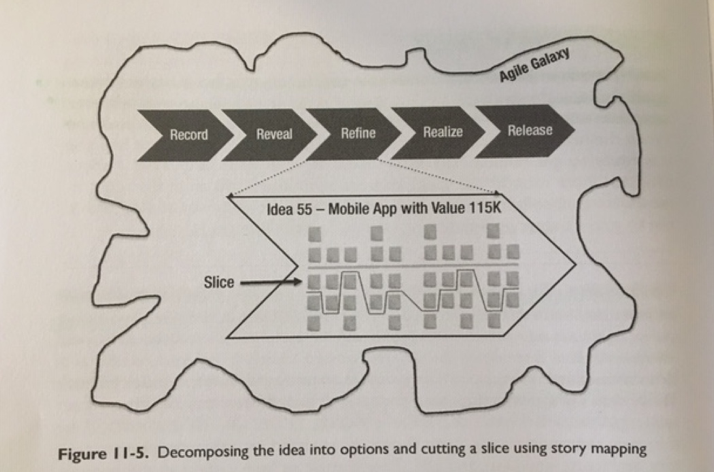 Agile Galaxy
Record Reveal Refine Realize Release
Idea 55 – Mobile App with Value 115K
Slice
Figure 11-5. Decomposing the idea into options and cutting a slice using story mapping